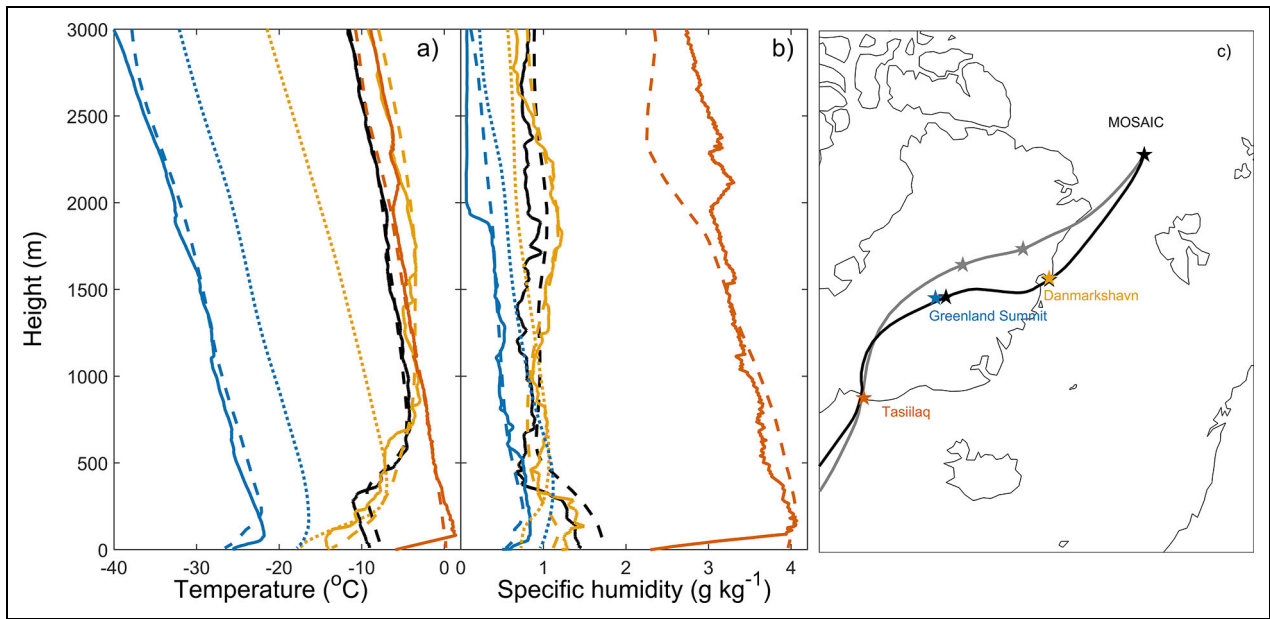 a)
b)
c)
3000
2500
2000
1500
1000
500
0
Height (m)
-40
-30
-20
-10
0
0
1
2
3
4
Temperature (°C)
Specific humidity (g kg⁻¹)
MOSAIC
Danmarkshavn
Greenland Summit
Tasiilaq